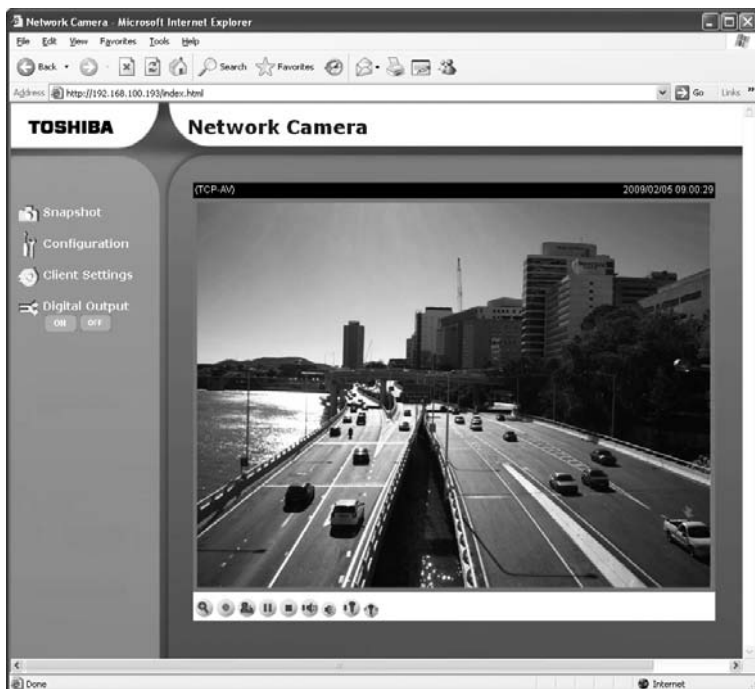 Network Camera - Microsoft Internet Explorer
File Edit View Favorites Tools Help
Back Search Favorites
Address http://192.168.100.193/index.html Go Links »
TOSHIBA
Network Camera
(TCP-AV) 2009/02/05 09:00:29
Snapshot
Configuration
Client Settings
Digital Output
ON OFF
Done Internet